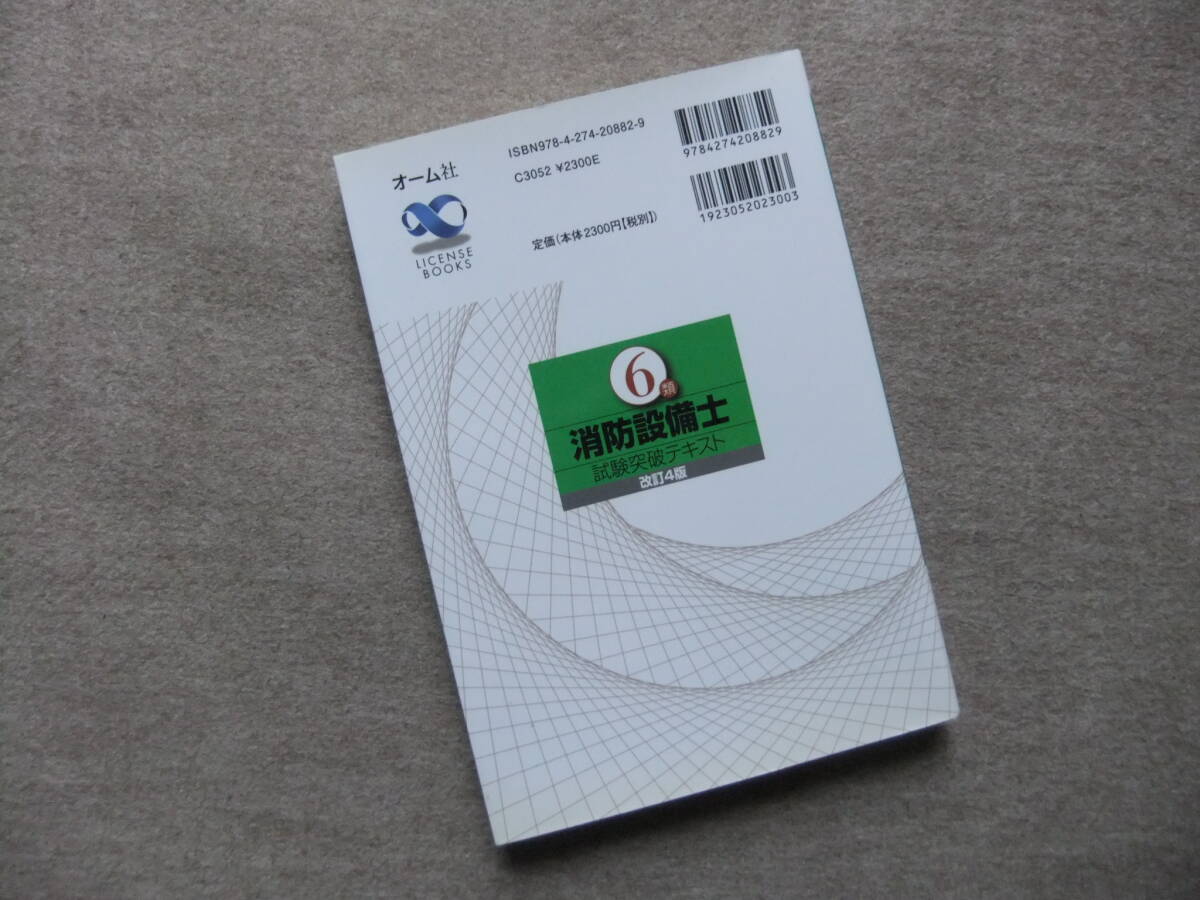 オーム社
LICENSE
BOOKS
ISBN978-4-274-20882-9
C3052 ¥2300E
定価(本体2300円【税別】)
9784274208829
1923052023003
6類
消防設備士
試験突破テキスト
改訂4版